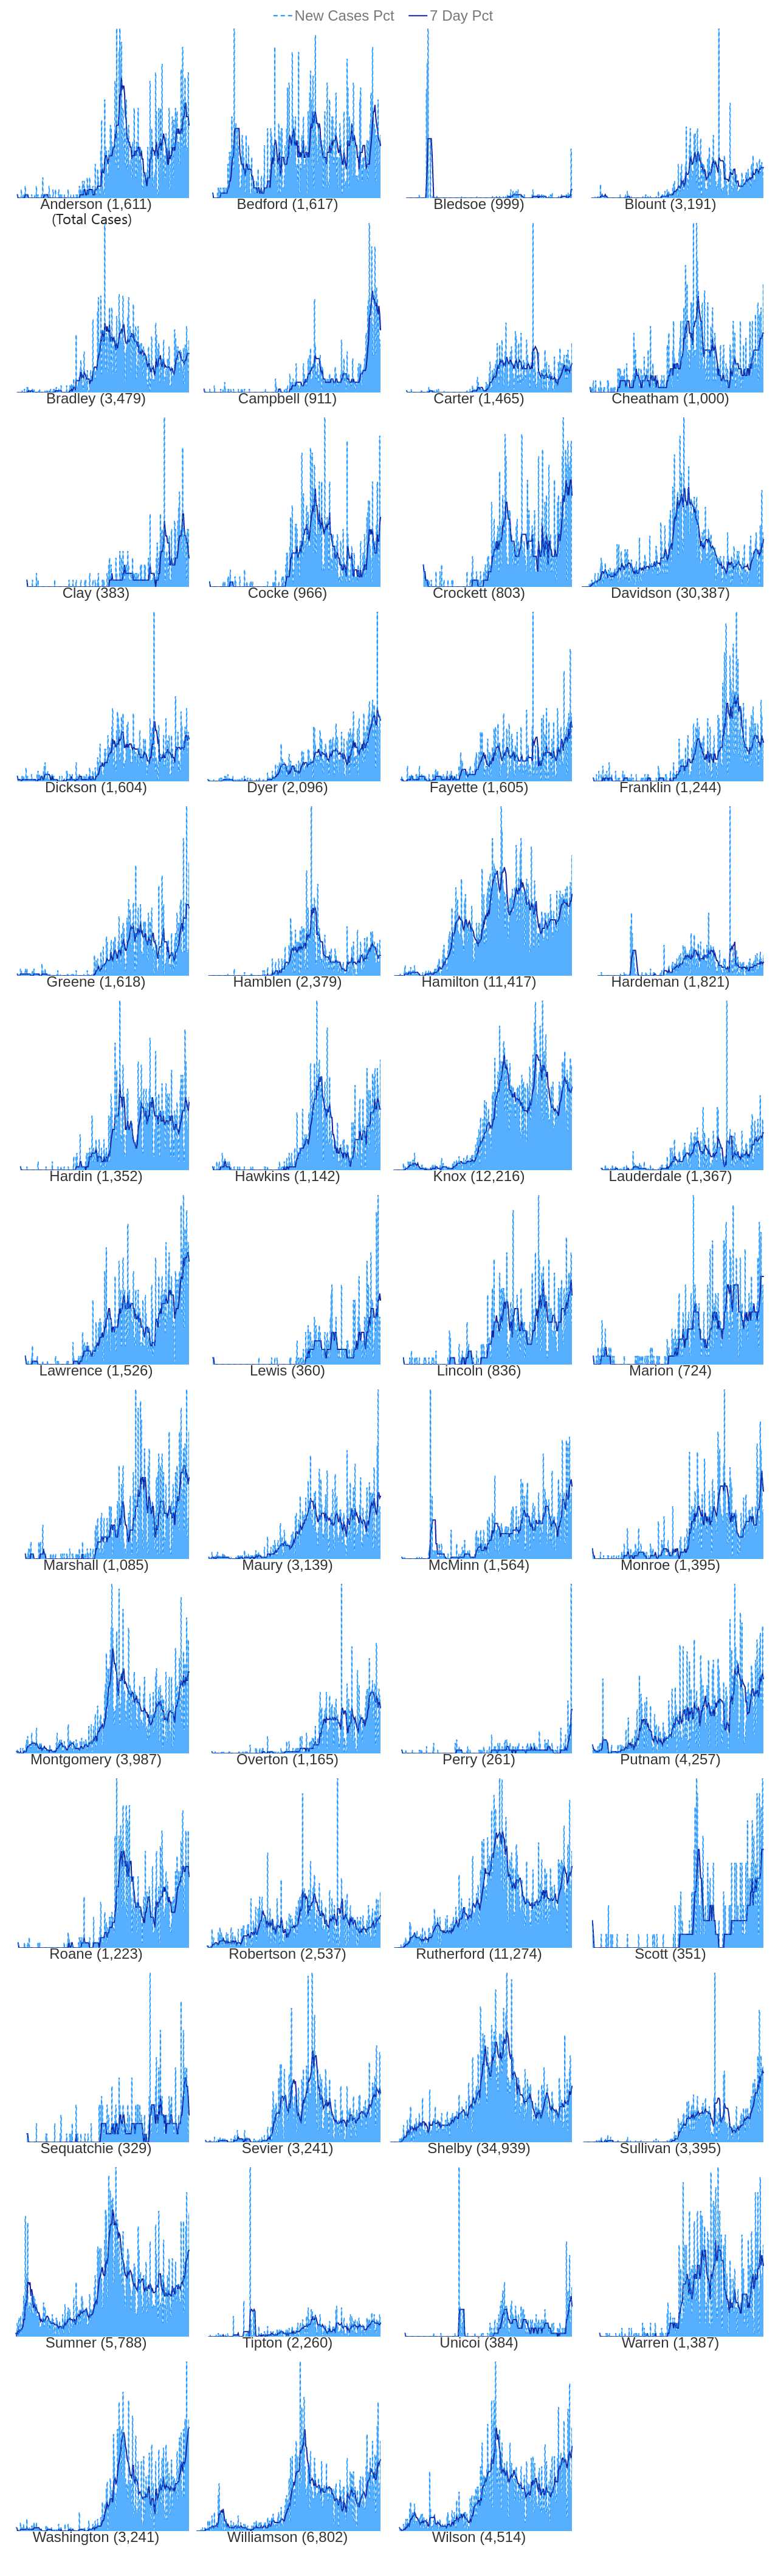 New Cases Pct 7 Day Pct
Anderson (1,611) Bedford (1,617) Bledsoe (999) Blount (3,191)
(Total Cases)
Bradley (3,479) Campbell (911) Carter (1,465) Cheatham (1,000)
Clay (383) Cocke (966) Crockett (803) Davidson (30,387)
Dickson (1,604) Dyer (2,096) Fayette (1,605) Franklin (1,244)
Greene (1,618) Hamblen (2,379) Hamilton (11,417) Hardeman (1,821)
Hardin (1,352) Hawkins (1,142) Knox (12,216) Lauderdale (1,367)
Lawrence (1,526) Lewis (360) Lincoln (836) Marion (724)
Marshall (1,085) Maury (3,139) McMinn (1,564) Monroe (1,395)
Montgomery (3,987) Overton (1,165) Perry (261) Putnam (4,257)
Roane (1,223) Robertson (2,537) Rutherford (11,274) Scott (351)
Sequatchie (329) Sevier (3,241) Shelby (34,939) Sullivan (3,395)
Sumner (5,788) Tipton (2,260) Unicoi (384) Warren (1,387)
Washington (3,241) Williamson (6,802) Wilson (4,514)